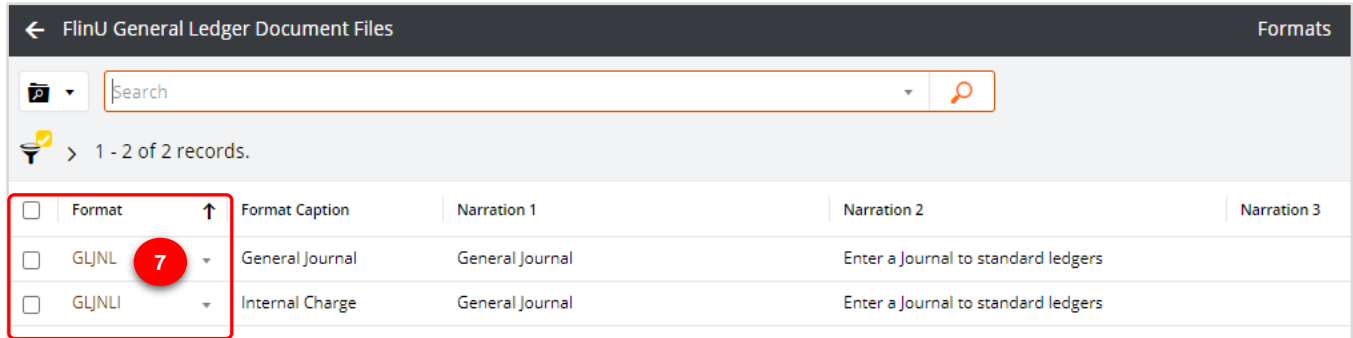 FlinU General Ledger Document Files Formats
Search
1 - 2 of 2 records.
Format Format Caption Narration 1 Narration 2 Narration 3
GLJNL 7 General Journal General Journal Enter a Journal to standard ledgers
GLJNLI Internal Charge General Journal Enter a Journal to standard ledgers